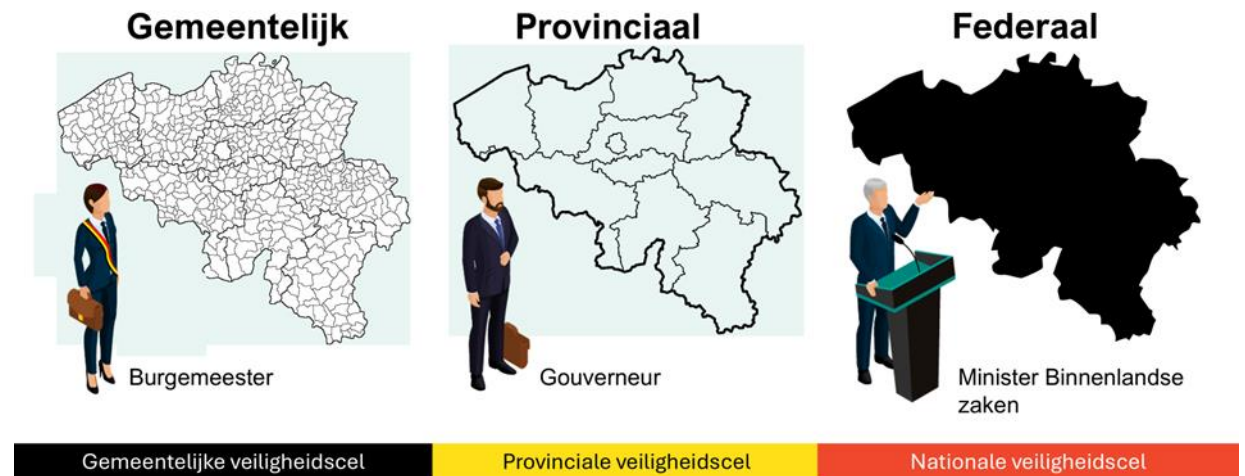 Gemeentelijk
Provinciaal
Federaal
Burgemeester
Gouverneur
Minister Binnenlandse
zaken
Gemeentelijke veiligheidscel
Provinciale veiligheidscel
Nationale veiligheidscel